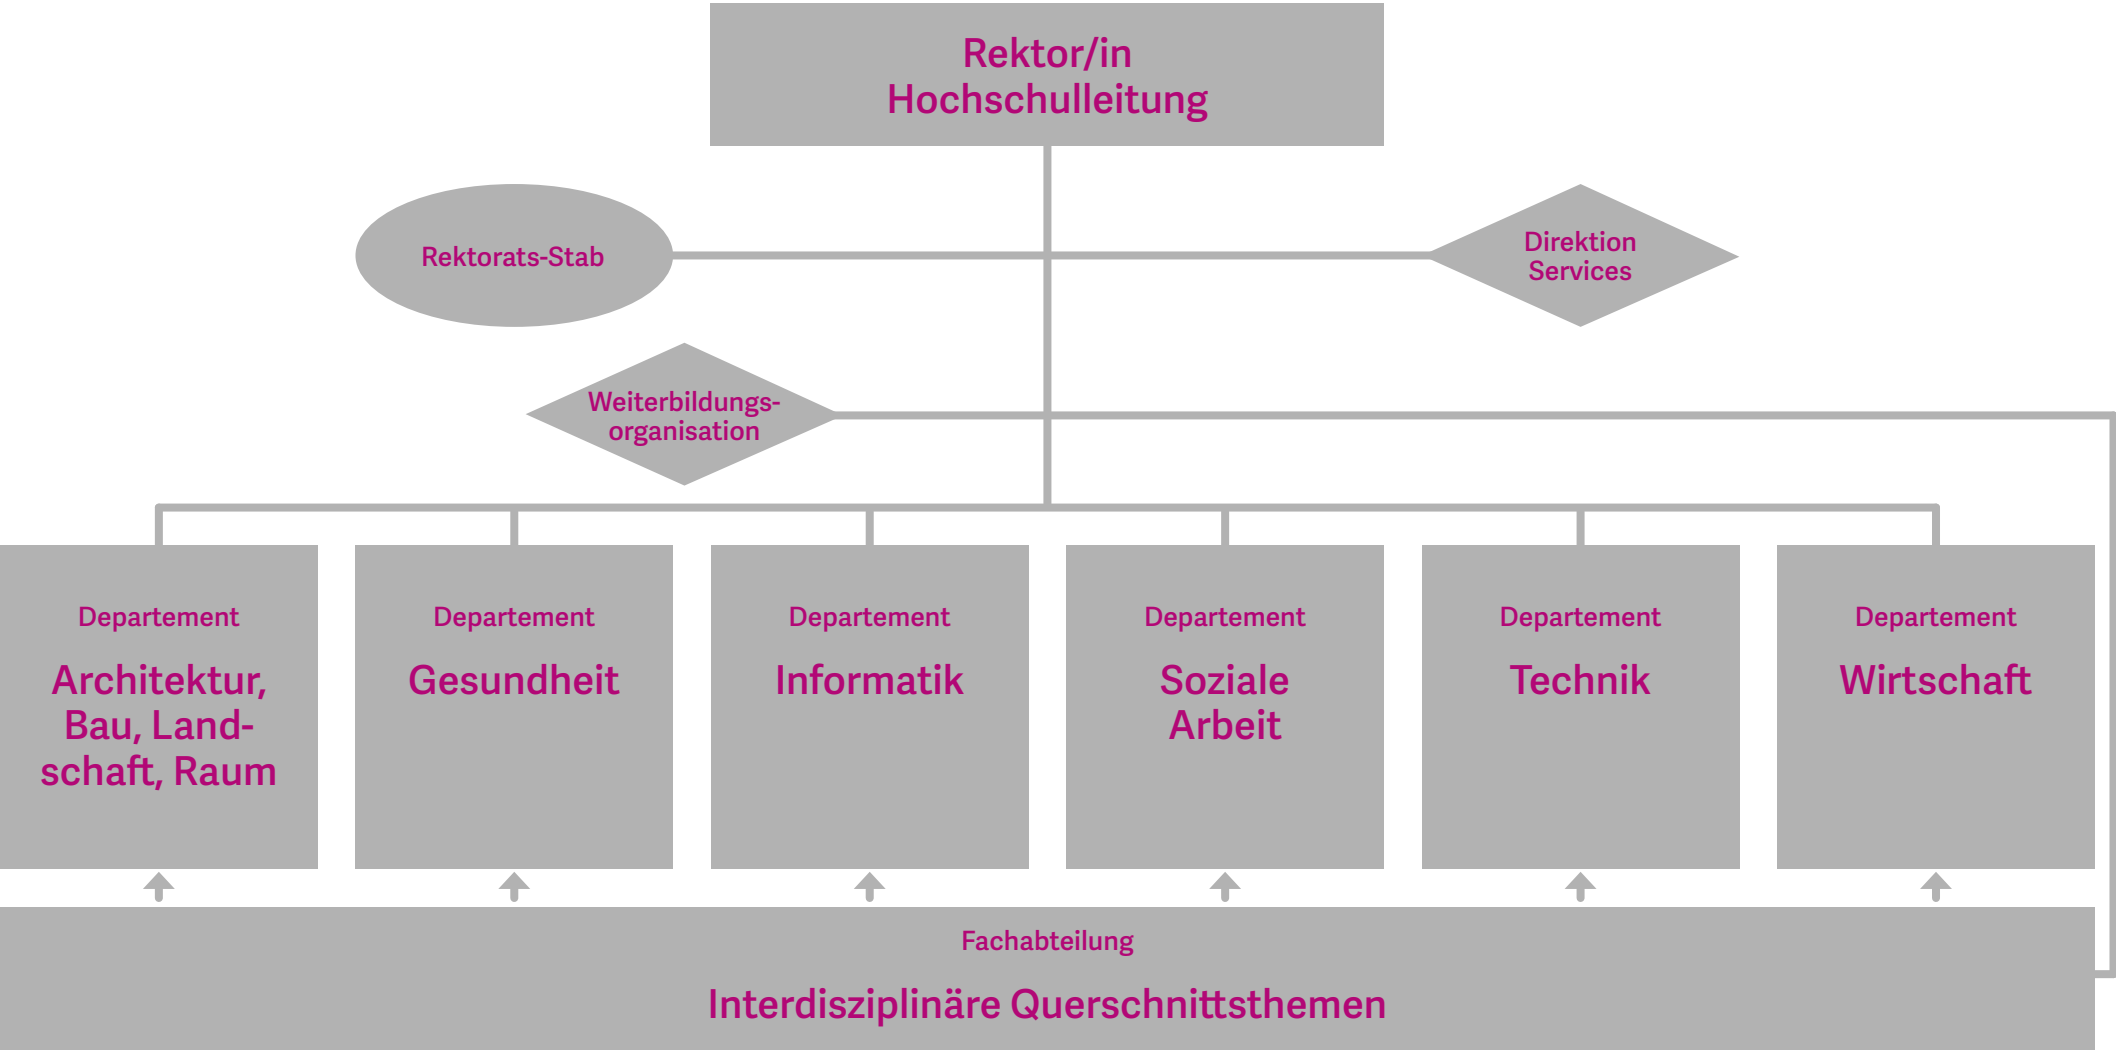 Rektor/in
Hochschulleitung
Rektorats-Stab
Direktion
Services
Weiterbildungs-
organisation
Departement
Architektur,
Bau, Land-
schaft, Raum
Departement
Gesundheit
Departement
Informatik
Departement
Soziale
Arbeit
Departement
Technik
Departement
Wirtschaft
Fachabteilung
Interdisziplinäre Querschnittsthemen